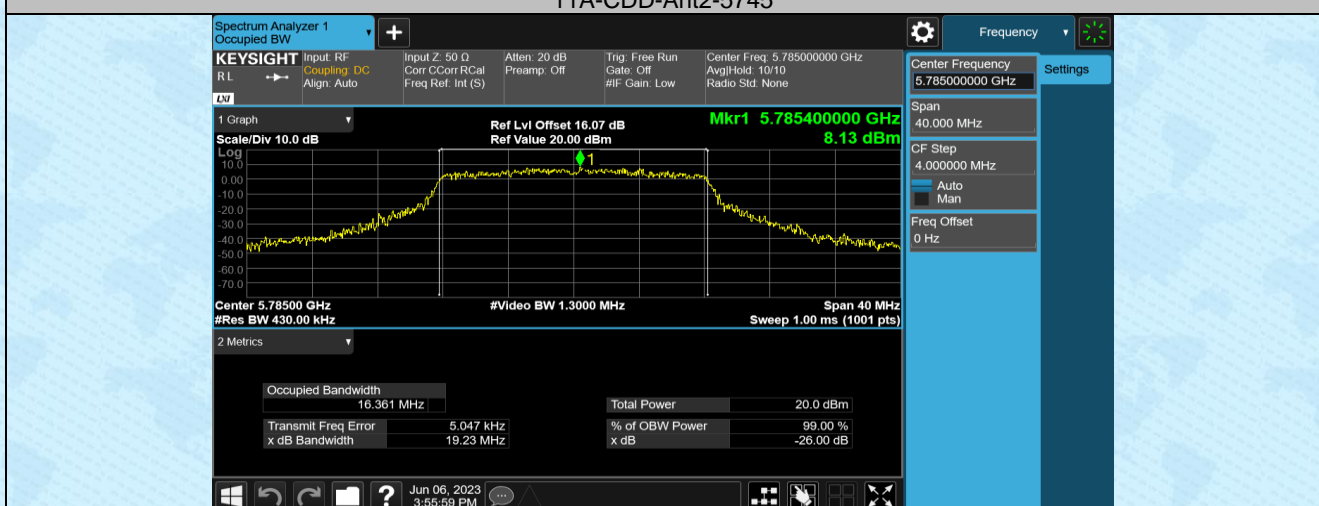 11A-CDD-Ant2-5745
Spectrum Analyzer 1
Occupied BW
+
Frequency
KEYSIGHT
R L
LXI
Input: RF
Coupling: DC
Align: Auto
Input Z: 50 Ω
Corr CCorr RCal
Freq Ref: Int (S)
Atten: 20 dB
Preamp: Off
Trig: Free Run
Gate: Off
#IF Gain: Low
Center Freq: 5.785000000 GHz
Avg|Hold: 10/10
Radio Std: None
Center Frequency
5.785000000 GHz
Settings
Span
40.000 MHz
CF Step
4.000000 MHz
Auto
Man
Freq Offset
0 Hz
1 Graph
Scale/Div 10.0 dB
Ref Lvl Offset 16.07 dB
Ref Value 20.00 dBm
Mkr1 5.785400000 GHz
8.13 dBm
Log
10.0
0.00
-10.0
-20.0
-30.0
-40.0
-50.0
-60.0
-70.0
1
Center 5.78500 GHz
#Video BW 1.3000 MHz
Span 40 MHz
#Res BW 430.00 kHz
Sweep 1.00 ms (1001 pts)
2 Metrics
Occupied Bandwidth
16.361 MHz
Total Power 20.0 dBm
Transmit Freq Error 5.047 kHz
% of OBW Power 99.00 %
x dB Bandwidth 19.23 MHz
x dB -26.00 dB
?
Jun 06, 2023
3:55:59 PM